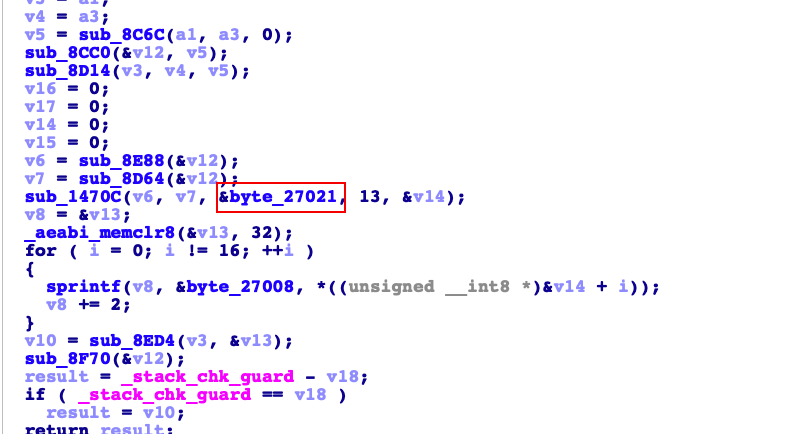 v3 = a1;
v4 = a3;
v5 = sub_8C6C(a1, a3, 0);
sub_8CC0(&v12, v5);
sub_8D14(v3, v4, v5);
v16 = 0;
v17 = 0;
v14 = 0;
v15 = 0;
v6 = sub_8E88(&v12);
v7 = sub_8D64(&v12);
sub_1470C(v6, v7, &byte_27021, 13, &v14);
v8 = &v13;
_aeabi_memclr8(&v13, 32);
for ( i = 0; i != 16; ++i )
{
sprintf(v8, &byte_27008, *((unsigned __int8 *)&v14 + i));
v8 += 2;
}
v10 = sub_8ED4(v3, &v13);
sub_8F70(&v12);
result = _stack_chk_guard - v18;
if ( _stack_chk_guard == v18 )
result = v10;
return result;